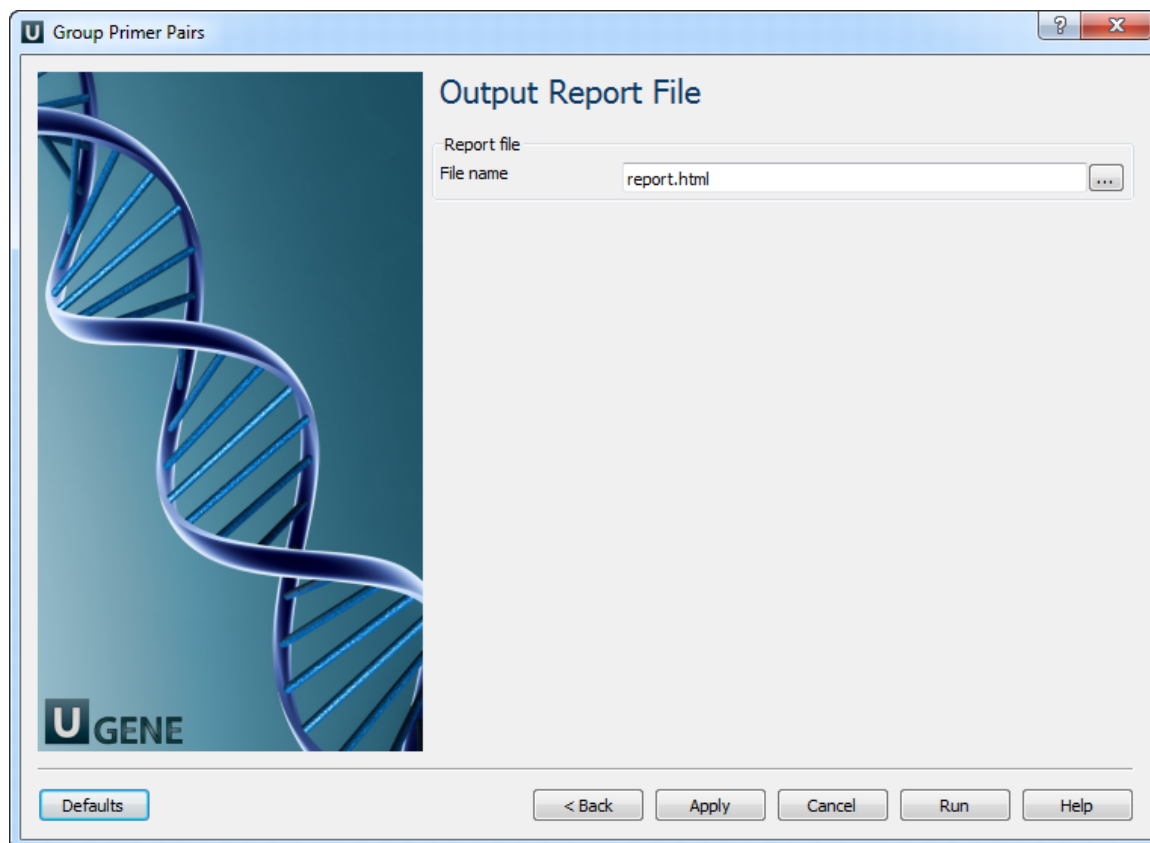 U Group Primer Pairs
Output Report File
Report file
File name report.html ...
U GENE
Defaults < Back Apply Cancel Run Help